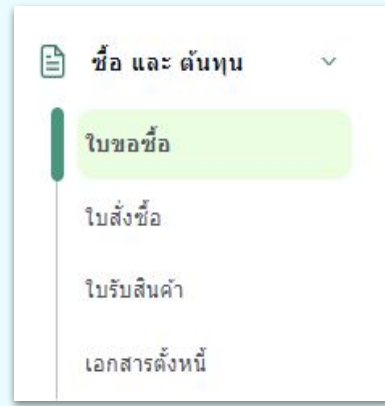 ซื้อ และ ต้นทุน
ใบขอซื้อ
ใบสั่งซื้อ
ใบรับสินค้า
เอกสารตั้งหนี้